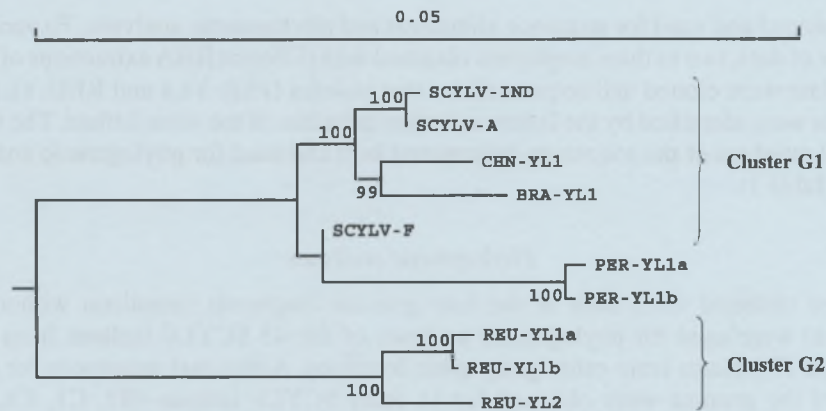 0.05
SCYLV-IND
100
SCYLV-A
100
CHN-YL1
Cluster G1
99
BRA-YL1
SCYLV-F
PER-YL1a
100
PER-YL1b
REU-YL1a
100
REU-YL1b
Cluster G2
100
REU-YL2